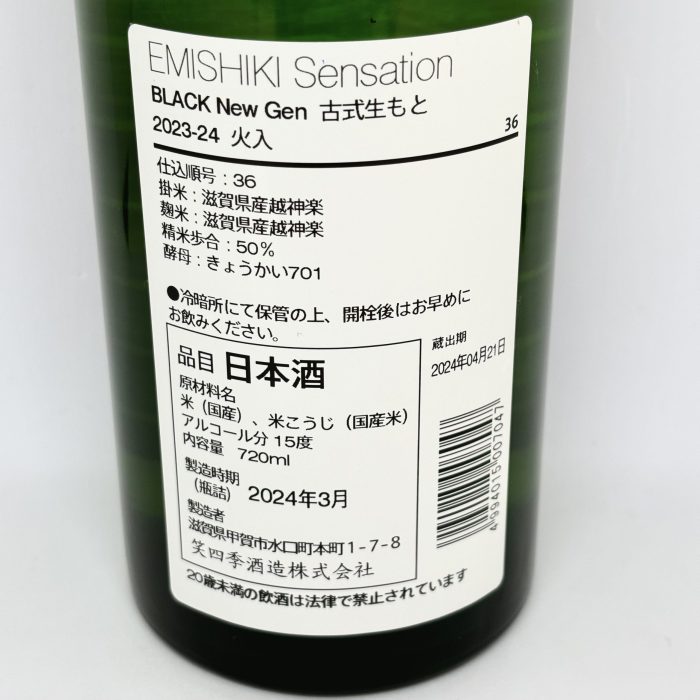 EMISHIKI Sensation
BLACK New Gen 古式生もと
2023-24 火入
36
仕込順号：36
掛米：滋賀県産越神楽
麹米：滋賀県産越神楽
精米歩合：50％
酵母：きょうかい701
●冷暗所にて保管の上、開栓後はお早めに
お飲みください。
品目 日本酒
原材料名
米（国産）、米こうじ（国産米）
アルコール分 15度
内容量 720ml
製造時期
（瓶詰） 2024年3月
製造者
滋賀県甲賀市水口町本町1-7-8
笑四季酒造株式会社
蔵出期
2024年04月21日
4994015007047
20歳未満の飲酒は法律で禁止されています